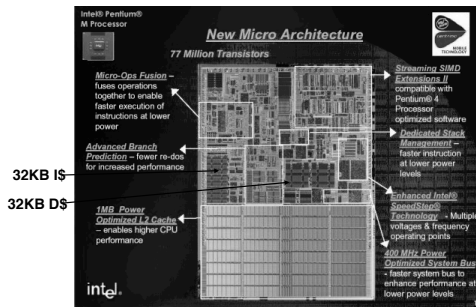 Intel® Pentium®
M Processor
New Micro Architecture
77 Million Transistors
Micro-Ops Fusion –
fuses operations
together to enable
faster execution of
instructions at lower
power
Advanced Branch
Prediction – fewer re-dos
for increased performance
32KB I$
32KB D$
1MB Power
Optimized L2 Cache
– enables higher CPU
performance
intel®
MOBILE
TECHNOLOGY
Streaming SIMD
Extensions II
compatible with
Pentium® 4
Processor
optimized software
Dedicated Stack
Management –
faster instruction
at lower power
levels
Enhanced Intel®
SpeedStep®
Technology - Multiple
voltages & frequency
operating points
400 MHz Power
Optimized System Bus
- faster system bus to
enhance performance
lower power levels